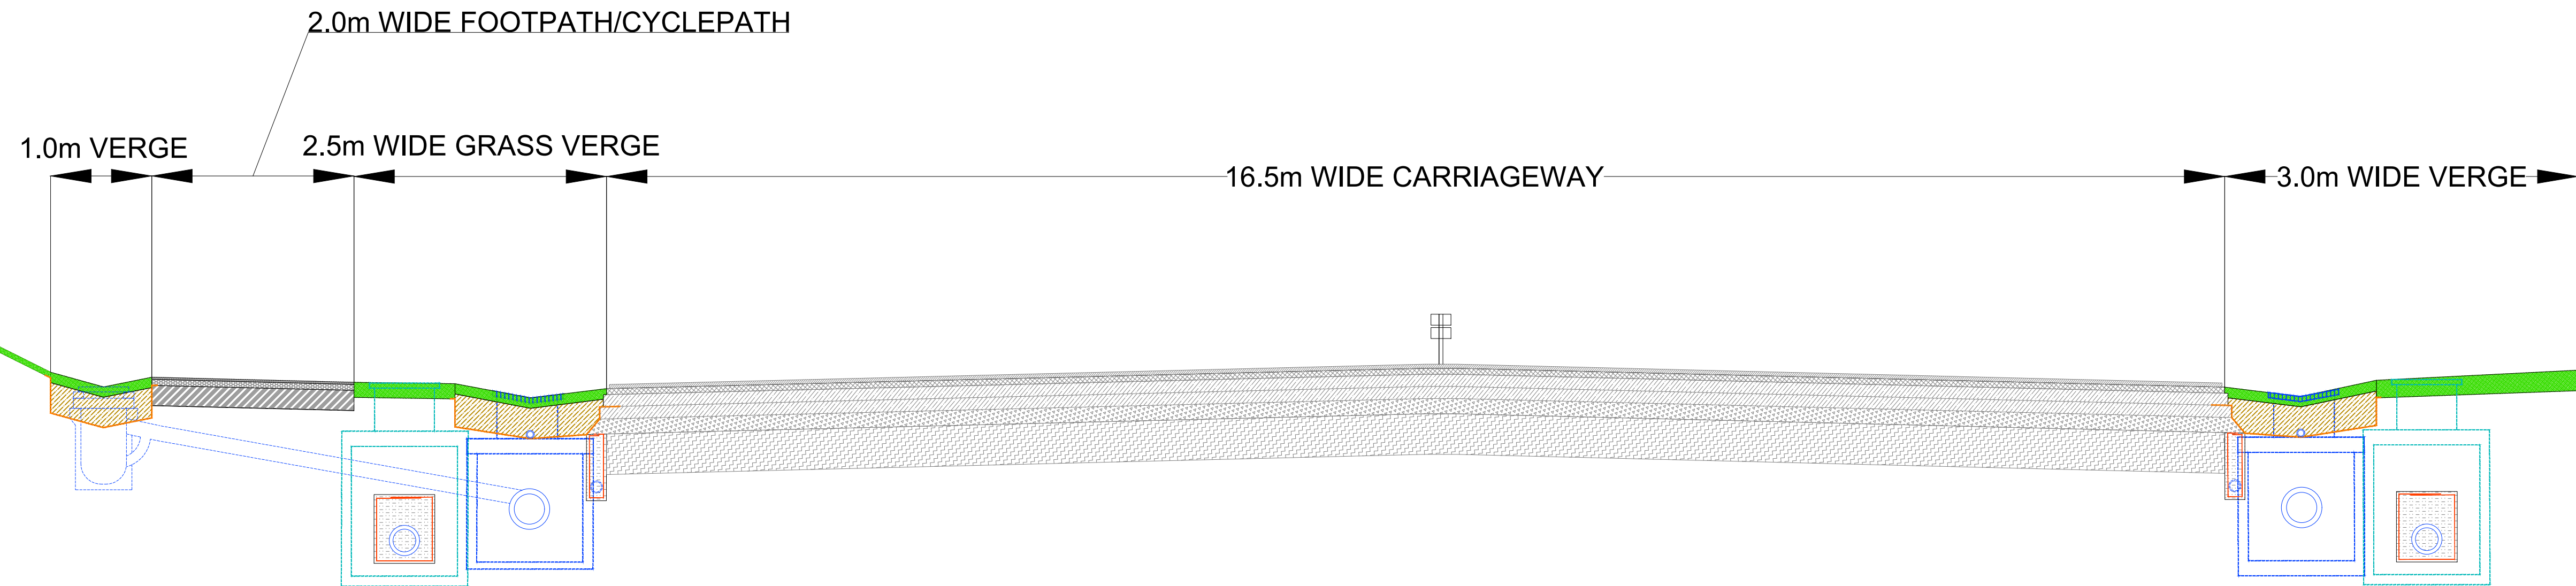 2.0m WIDE FOOTPATH/CYCLEPATH
1.0m VERGE
2.5m WIDE GRASS VERGE
16.5m WIDE CARRIAGEWAY
3.0m WIDE VERGE